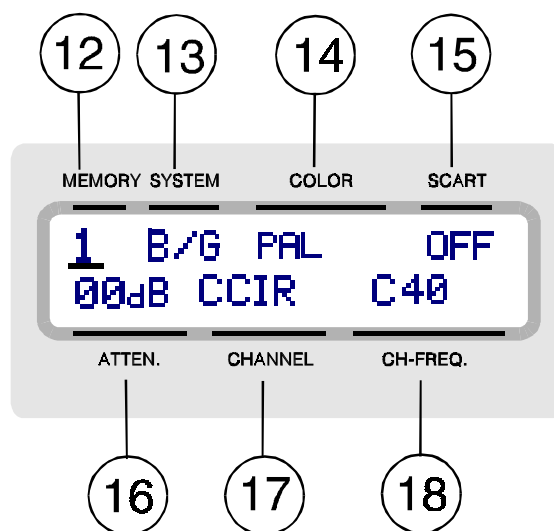 12 13 14 15
MEMORY SYSTEM COLOR SCART
1 B/G PAL OFF
00dB CCIR C40
ATTEN. CHANNEL CH-FREQ.
16 17 18